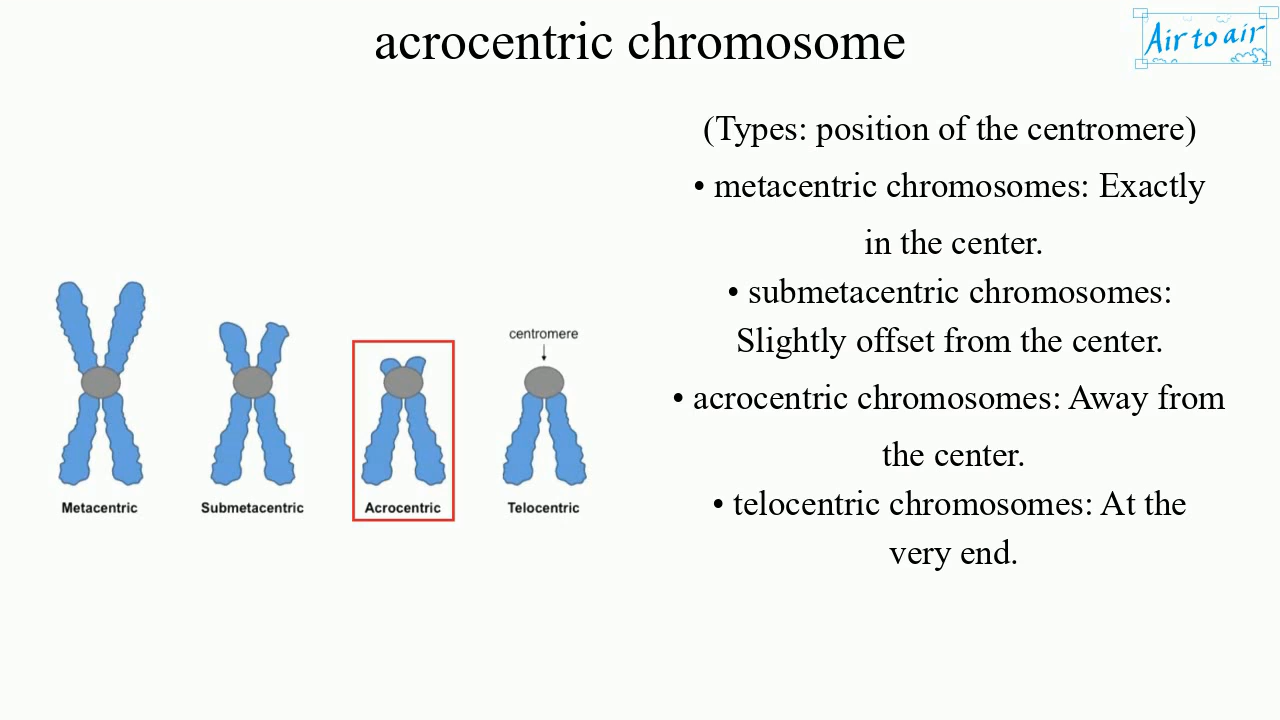 acrocentric chromosome
Air to air
(Types: position of the centromere)
• metacentric chromosomes: Exactly
in the center.
• submetacentric chromosomes:
Slightly offset from the center.
• acrocentric chromosomes: Away from
the center.
• telocentric chromosomes: At the
very end.
centromere
Metacentric
Submetacentric
Acrocentric
Telocentric